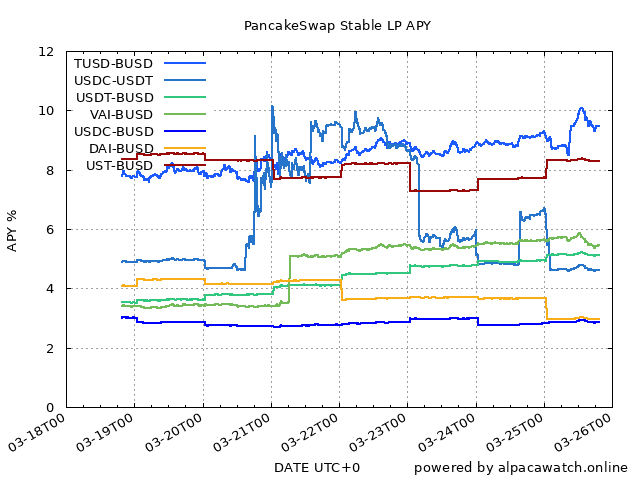 PancakeSwap Stable LP APY
12
10
8
6
4
2
0
APY %
TUSD-BUSD
USDC-USDT
USDT-BUSD
VAI-BUSD
USDC-BUSD
DAI-BUSD
UST-BUSD
03-18T00
03-19T00
03-20T00
03-21T00
03-22T00
03-23T00
03-24T00
03-25T00
03-26T00
DATE UTC+0
powered by alpacawatch.online